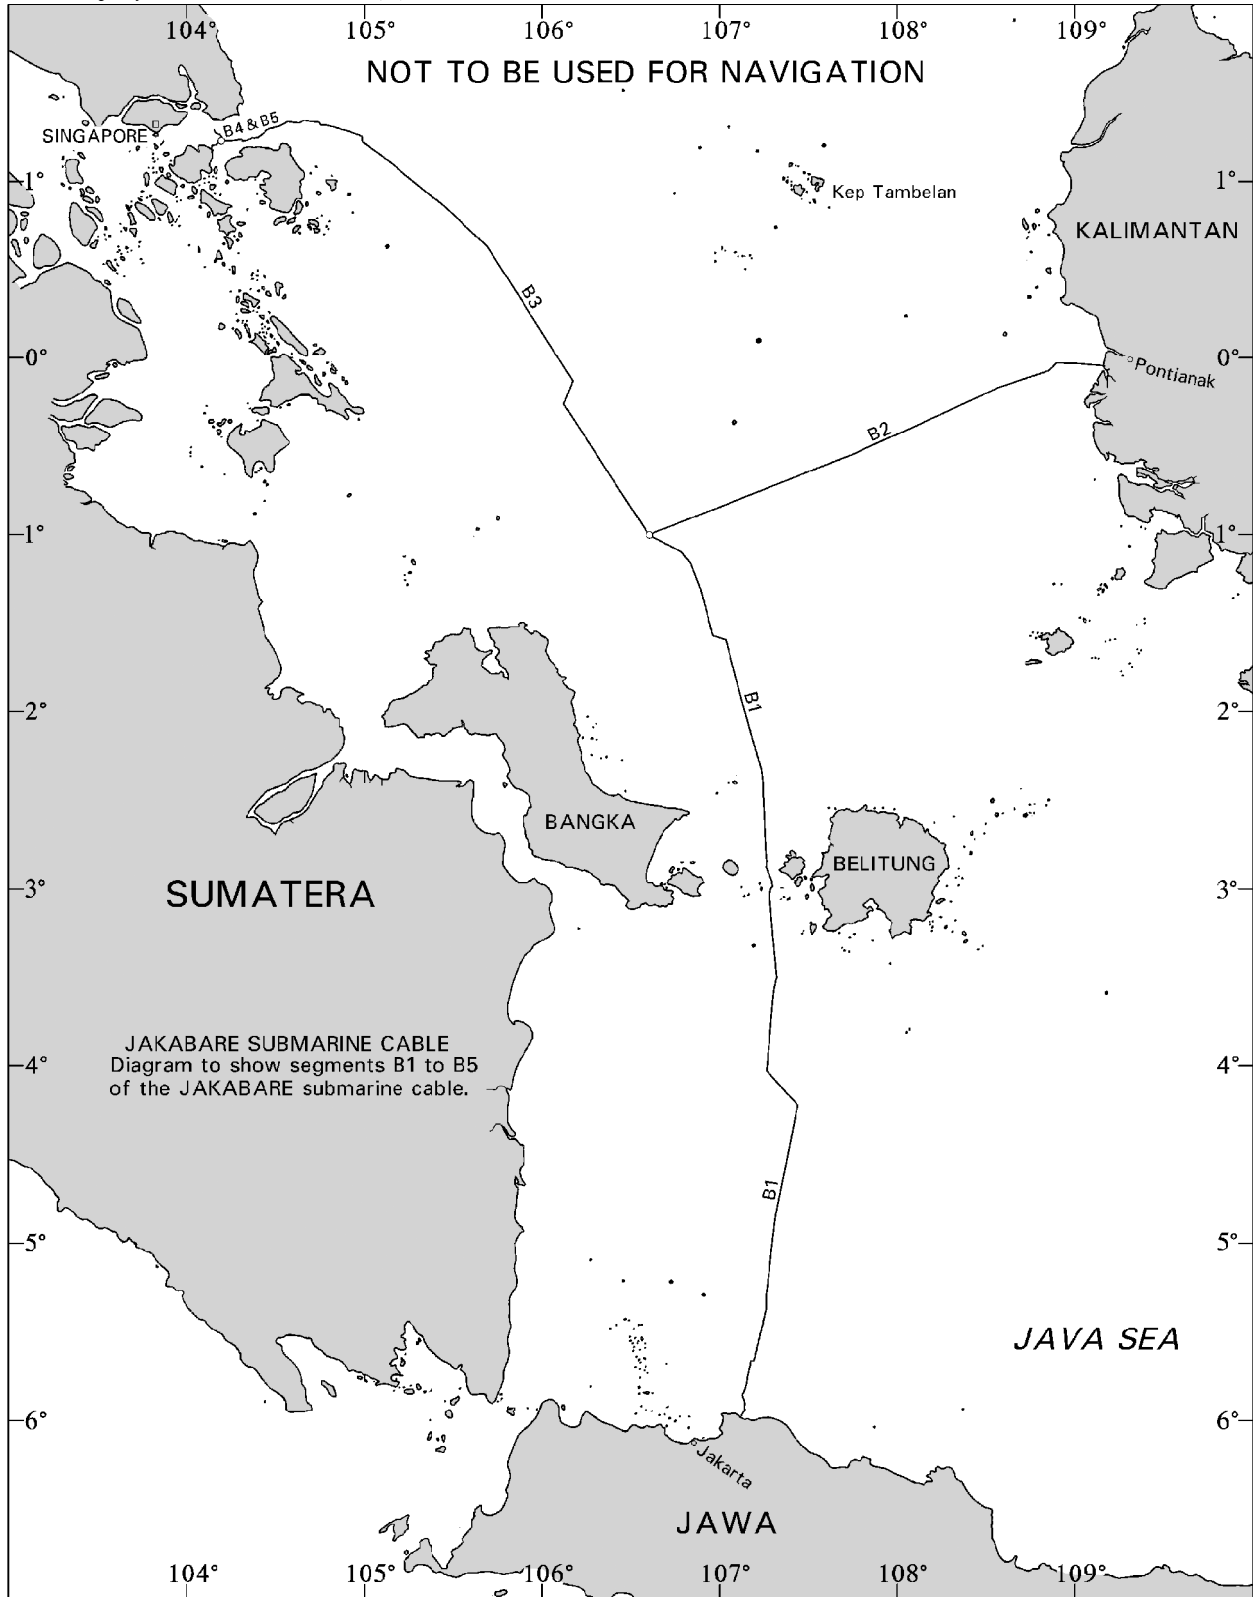 104° 105° 106° 107° 108° 109°
NOT TO BE USED FOR NAVIGATION
B4 & B5
SINGAPORE
1° 1°
Kep Tambelan
KALIMANTAN
B3
0° 0°
Pontianak
B2
1° 1°
B1
2° 2°
BANGKA
BELITUNG
SUMATERA
3° 3°
JAKABARE SUBMARINE CABLE
Diagram to show segments B1 to B5
of the JAKABARE submarine cable.
4° 4°
B1
5° 5°
JAVA SEA
6° 6°
Jakarta
JAWA
104° 105° 106° 107° 108° 109°